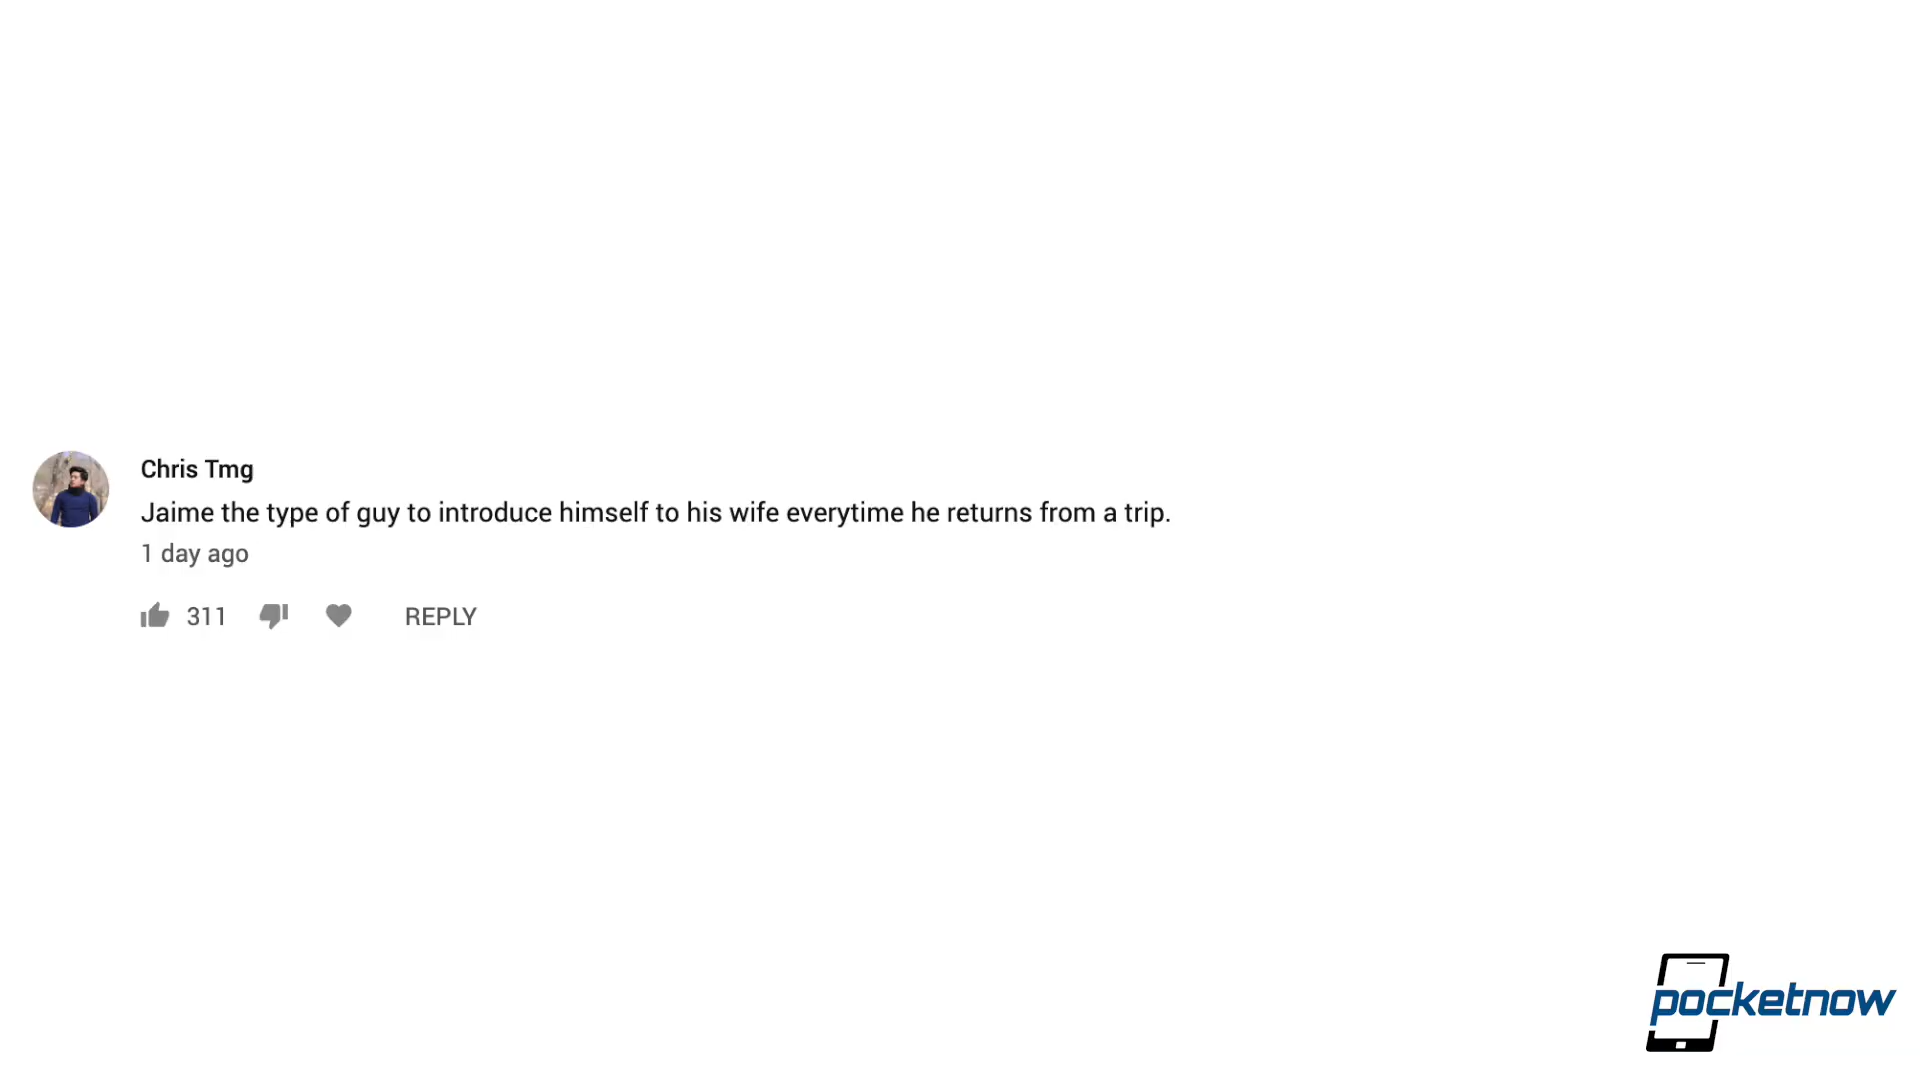 Chris Tmg
Jaime the type of guy to introduce himself to his wife everytime he returns from a trip.
1 day ago
311 REPLY
pocketnow